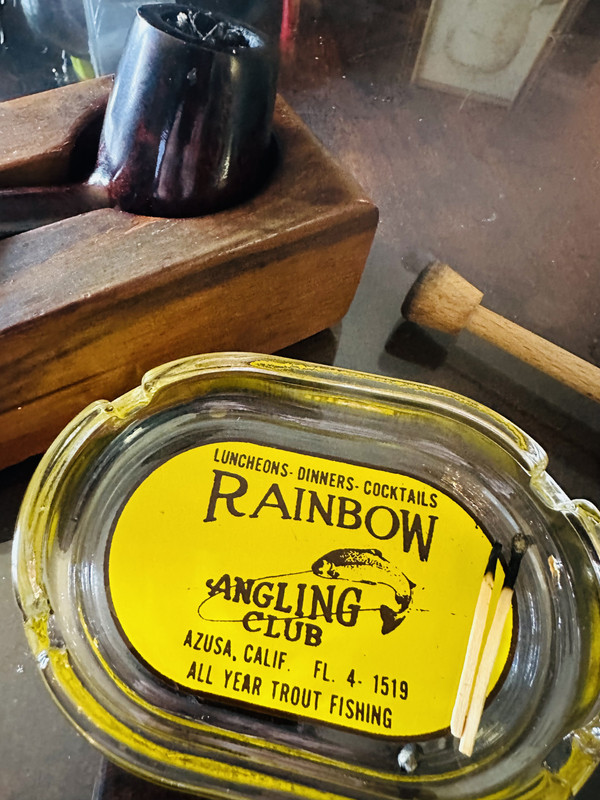 LUNCHEONS- DINNERS- COCKTAILS
RAINBOW
ANGLING
CLUB
AZUSA, CALIF. FL. 4- 1519
ALL YEAR TROUT FISHING